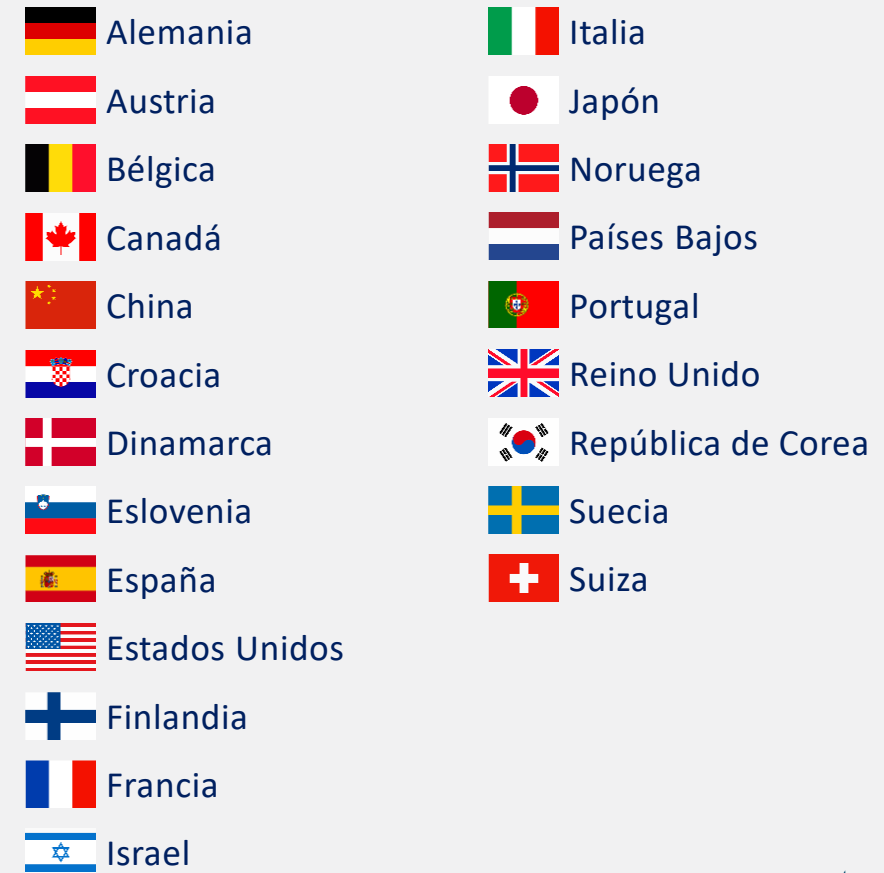 Alemania
Austria
Bélgica
Canadá
China
Croacia
Dinamarca
Eslovenia
España
Estados Unidos
Finlandia
Francia
Israel
Italia
Japón
Noruega
Países Bajos
Portugal
Reino Unido
República de Corea
Suecia
Suiza